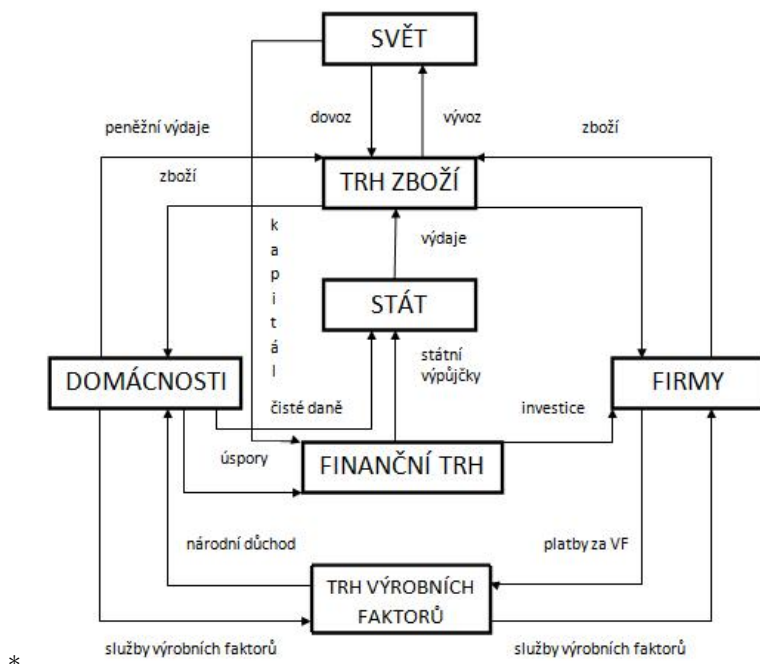 SVĚT
dovoz
vývoz
peněžní výdaje
zboží
zboží
TRH ZBOŽÍ
kapitál
výdaje
STÁT
státní
výpůjčky
DOMÁCNOSTI
FIRMY
čisté daně
investice
úspory
FINANČNÍ TRH
národní důchod
platby za VF
TRH VÝROBNÍCH
FAKTORŮ
služby výrobních faktorů
služby výrobních faktorů
*